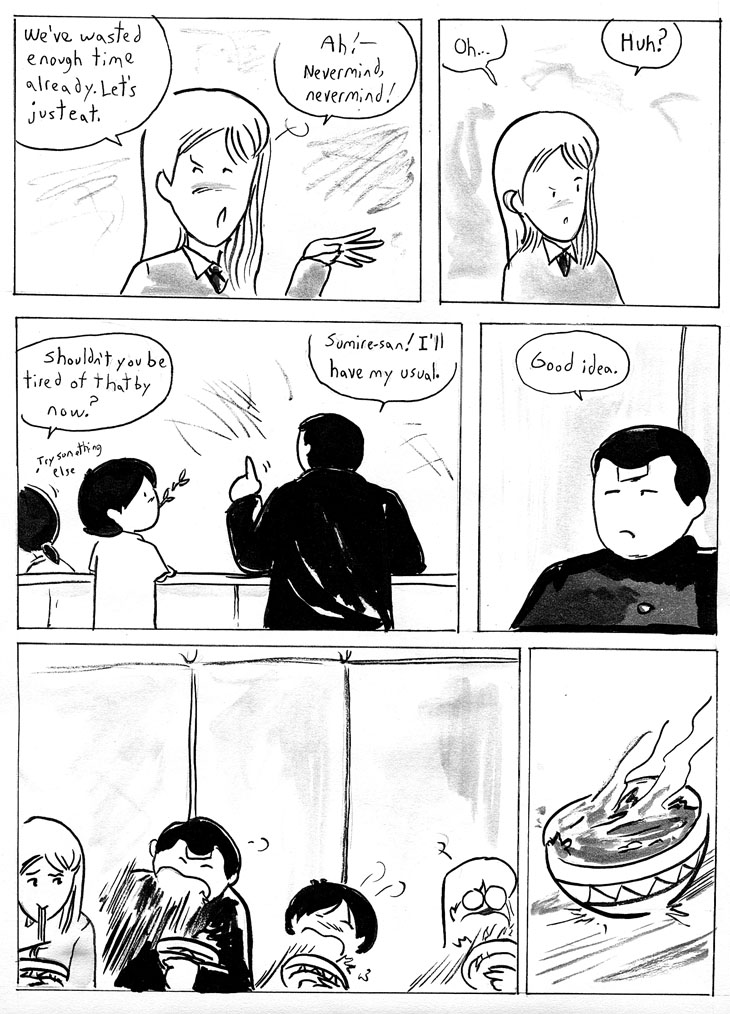 Huh?
Oh...
Ah!—
Nevermind,
nevermind!
We've wasted
enough time
already. Let's
just eat.
Good idea.
Sumire-san! I'll
have my usual.
Shouldn't you be
tired of that by
now?
Try somthing
else